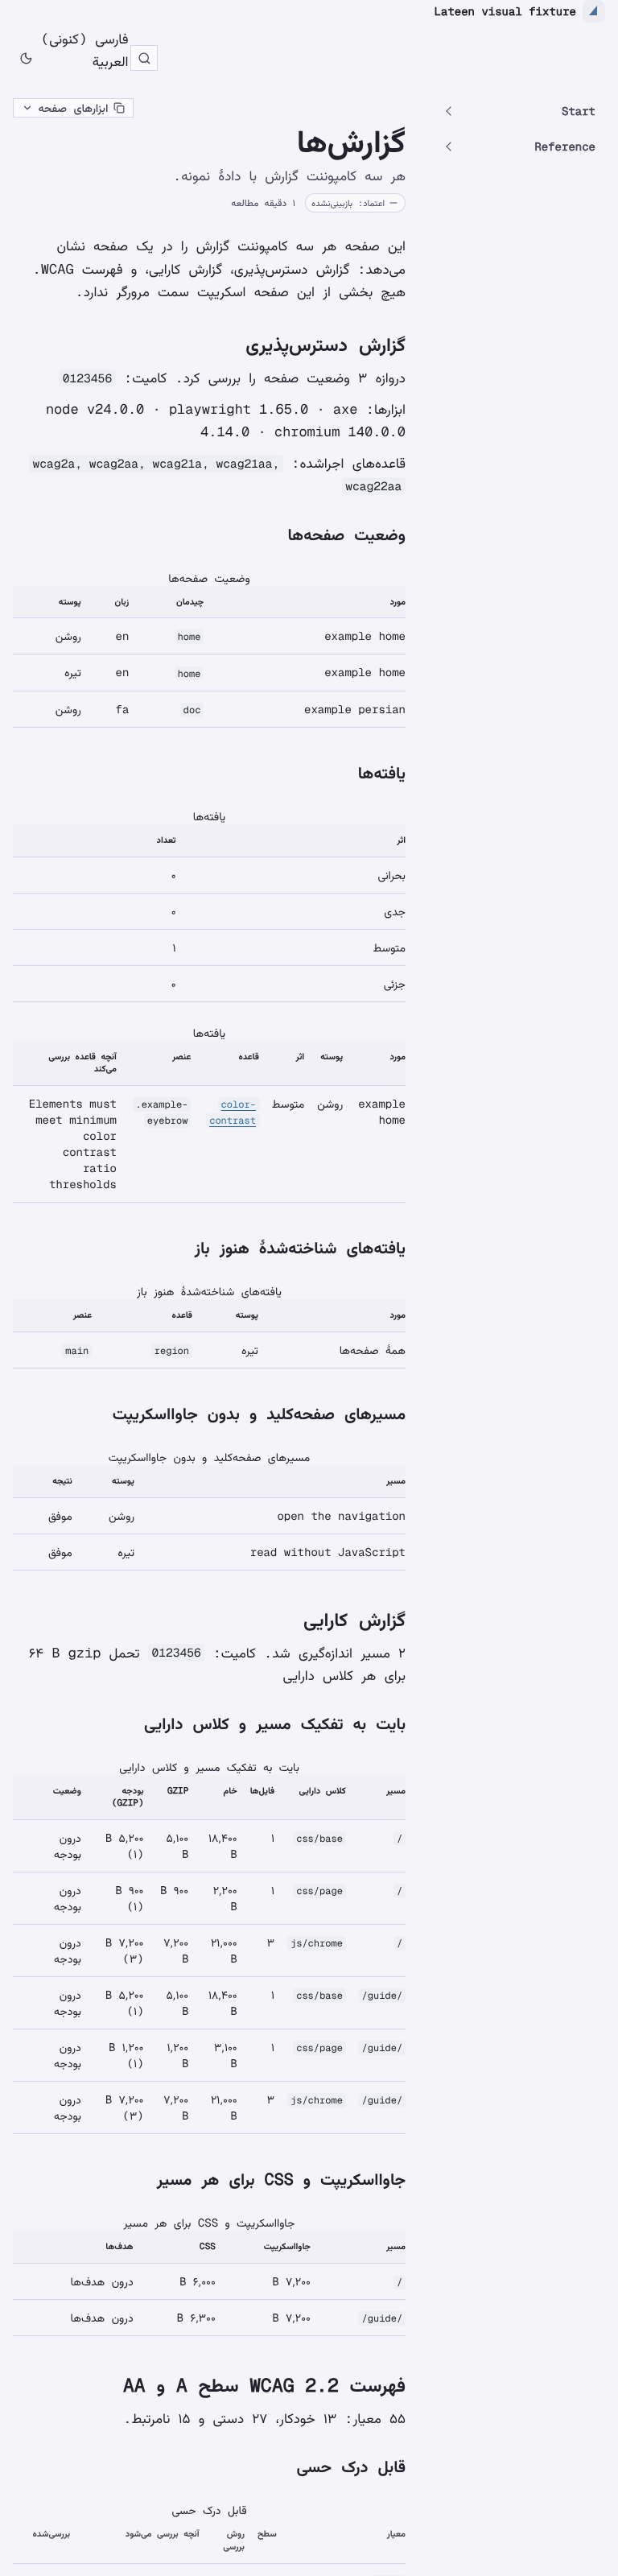 Lateen visual fixture
فارسی (کنونی)
العربية
Start
Reference
ابزارهای صفحه
گزارش‌ها
هر سه کامپوننت گزارش با دادهٔ نمونه.
— اعتماد: بازبینی‌نشده
۱ دقیقه مطالعه
این صفحه هر سه کامپوننت گزارش را در یک صفحه نشان
می‌دهد: گزارش دسترس‌پذیری، گزارش کارایی، و فهرست WCAG.
هیچ بخشی از این صفحه اسکریپت سمت مرورگر ندارد.
گزارش دسترس‌پذیری
دروازه ۳ وضعیت صفحه را بررسی کرد. کامیت: 0123456
ابزارها: node v24.0.0 · playwright 1.65.0 · axe
4.14.0 · chromium 140.0.0
قاعده‌های اجراشده: wcag2a, wcag2aa, wcag21a, wcag21aa,
wcag22aa
وضعیت صفحه‌ها
وضعیت صفحه‌ها
مورد چیدمان زبان پوسته
example home home en روشن
example home home en تیره
example persian doc fa روشن
یافته‌ها
یافته‌ها
اثر تعداد
بحرانی ۰
جدی ۰
متوسط ۱
جزئی ۰
یافته‌ها
مورد پوسته اثر قاعده عنصر آنچه قاعده بررسی
می‌کند
example روشن متوسط color- .example- Elements must
home contrast eyebrow meet minimum
color
contrast
ratio
thresholds
یافته‌های شناخته‌شدهٔ هنوز باز
یافته‌های شناخته‌شدهٔ هنوز باز
مورد پوسته قاعده عنصر
همهٔ صفحه‌ها تیره region main
مسیرهای صفحه‌کلید و بدون جاوااسکریپت
مسیرهای صفحه‌کلید و بدون جاوااسکریپت
مسیر پوسته نتیجه
open the navigation روشن موفق
read without JavaScript تیره موفق
گزارش کارایی
۲ مسیر اندازه‌گیری شد. کامیت: 0123456 تحمل ۶۴ B gzip
برای هر کلاس دارایی
بایت به تفکیک مسیر و کلاس دارایی
بایت به تفکیک مسیر و کلاس دارایی
مسیر کلاس دارایی فایل‌ها خام GZIP بودجه وضعیت
(GZIP)
/ css/base ۱ ۱۸,۴۰۰ ۵,۱۰۰ ۵,۲۰۰ B درون
B B (۱) بودجه
/ css/page ۱ ۲,۲۰۰ ۹۰۰ B ۹۰۰ B درون
B (۱) بودجه
/ js/chrome ۳ ۲۱,۰۰۰ ۷,۲۰۰ ۷,۲۰۰ B درون
B B (۳) بودجه
/guide/ css/base ۱ ۱۸,۴۰۰ ۵,۱۰۰ ۵,۲۰۰ B درون
B B (۱) بودجه
/guide/ css/page ۱ ۳,۱۰۰ ۱,۲۰۰ ۱,۲۰۰ B درون
B B (۱) بودجه
/guide/ js/chrome ۳ ۲۱,۰۰۰ ۷,۲۰۰ ۷,۲۰۰ B درون
B B (۳) بودجه
جاوااسکریپت و CSS برای هر مسیر
جاوااسکریپت و CSS برای هر مسیر
مسیر جاوااسکریپت CSS هدف‌ها
/ ۷,۲۰۰ B ۶,۰۰۰ B درون هدف‌ها
/guide/ ۷,۲۰۰ B ۶,۳۰۰ B درون هدف‌ها
فهرست WCAG 2.2 سطح A و AA
۵۵ معیار: ۱۳ خودکار، ۲۷ دستی و ۱۵ نامرتبط.
قابل درک حسی
قابل درک حسی
معیار سطح روش آنچه بررسی می‌شود بررسی‌شده
بررسی